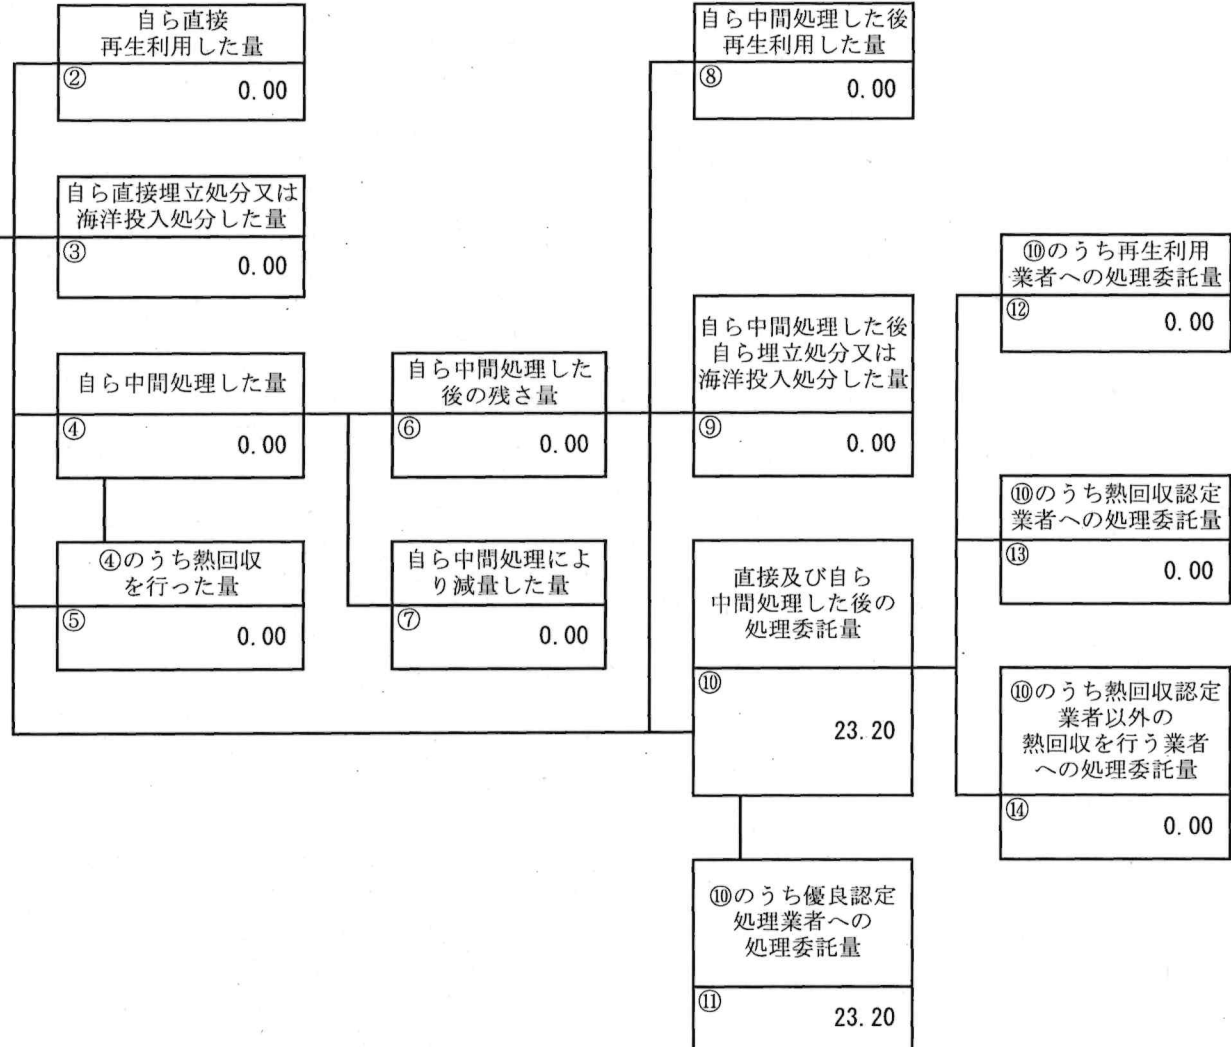 自ら直接
再生利用した量
②
0.00
自ら直接埋立処分又は
海洋投入処分した量
③
0.00
自ら中間処理した量
④
0.00
④のうち熱回収
を行った量
⑤
0.00
自ら中間処理した
後の残さ量
⑥
0.00
自ら中間処理によ
り減量した量
⑦
0.00
自ら中間処理した後
再生利用した量
⑧
0.00
自ら中間処理した後
自ら埋立処分又は
海洋投入処分した量
⑨
0.00
直接及び自ら
中間処理した後の
処理委託量
⑩
23.20
⑩のうち優良認定
処理業者への
処理委託量
⑪
23.20
⑩のうち再生利用
業者への処理委託量
⑫
0.00
⑩のうち熱回収認定
業者への処理委託量
⑬
0.00
⑩のうち熱回収認定
業者以外の
熱回収を行う業者
への処理委託量
⑭
0.00